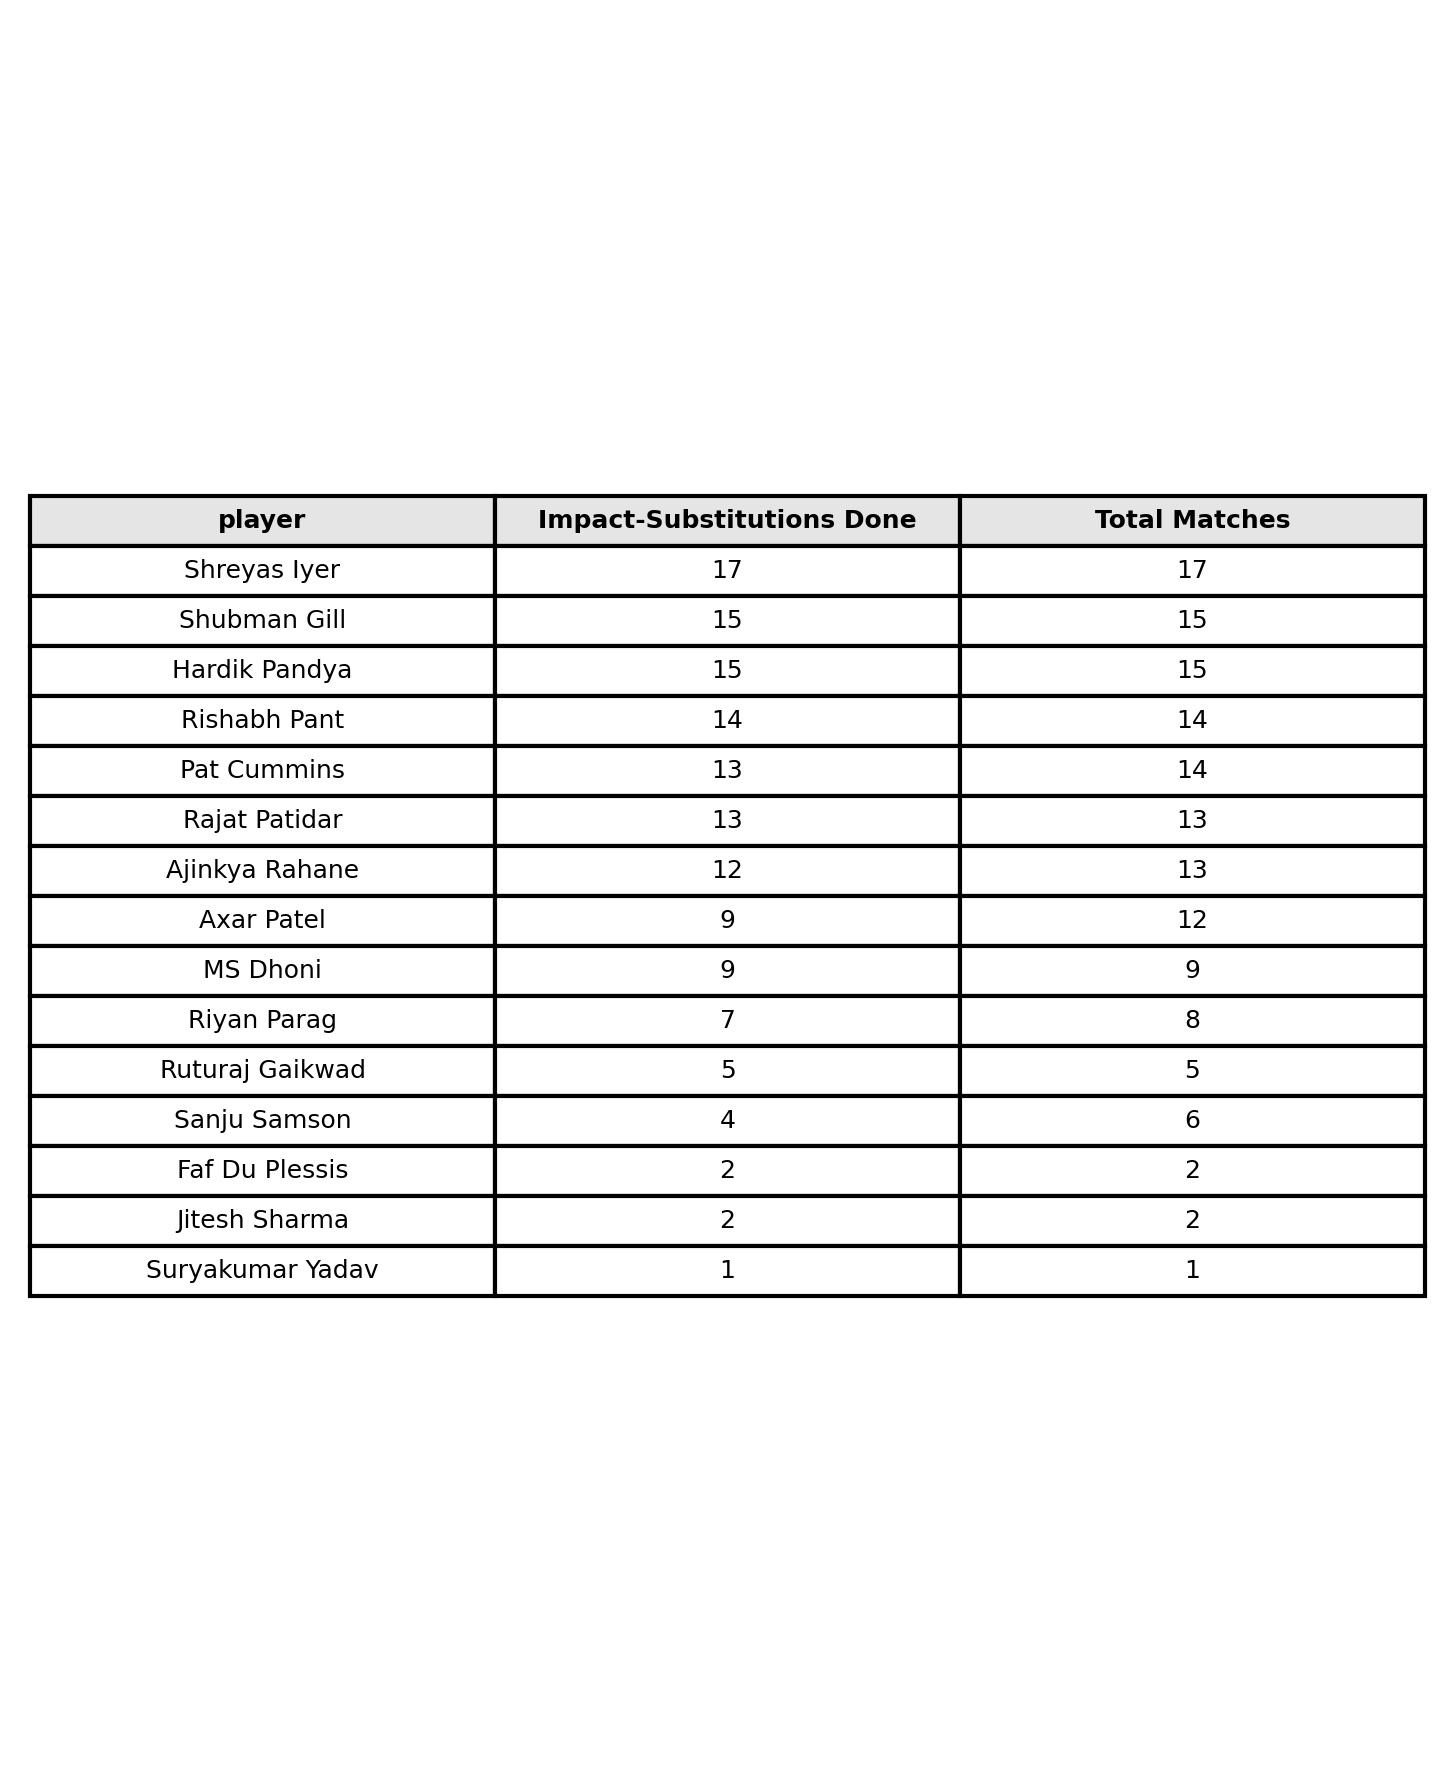 player Impact-Substitutions Done Total Matches
Shreyas Iyer 17 17
Shubman Gill 15 15
Hardik Pandya 15 15
Rishabh Pant 14 14
Pat Cummins 13 14
Rajat Patidar 13 13
Ajinkya Rahane 12 13
Axar Patel 9 12
MS Dhoni 9 9
Riyan Parag 7 8
Ruturaj Gaikwad 5 5
Sanju Samson 4 6
Faf Du Plessis 2 2
Jitesh Sharma 2 2
Suryakumar Yadav 1 1